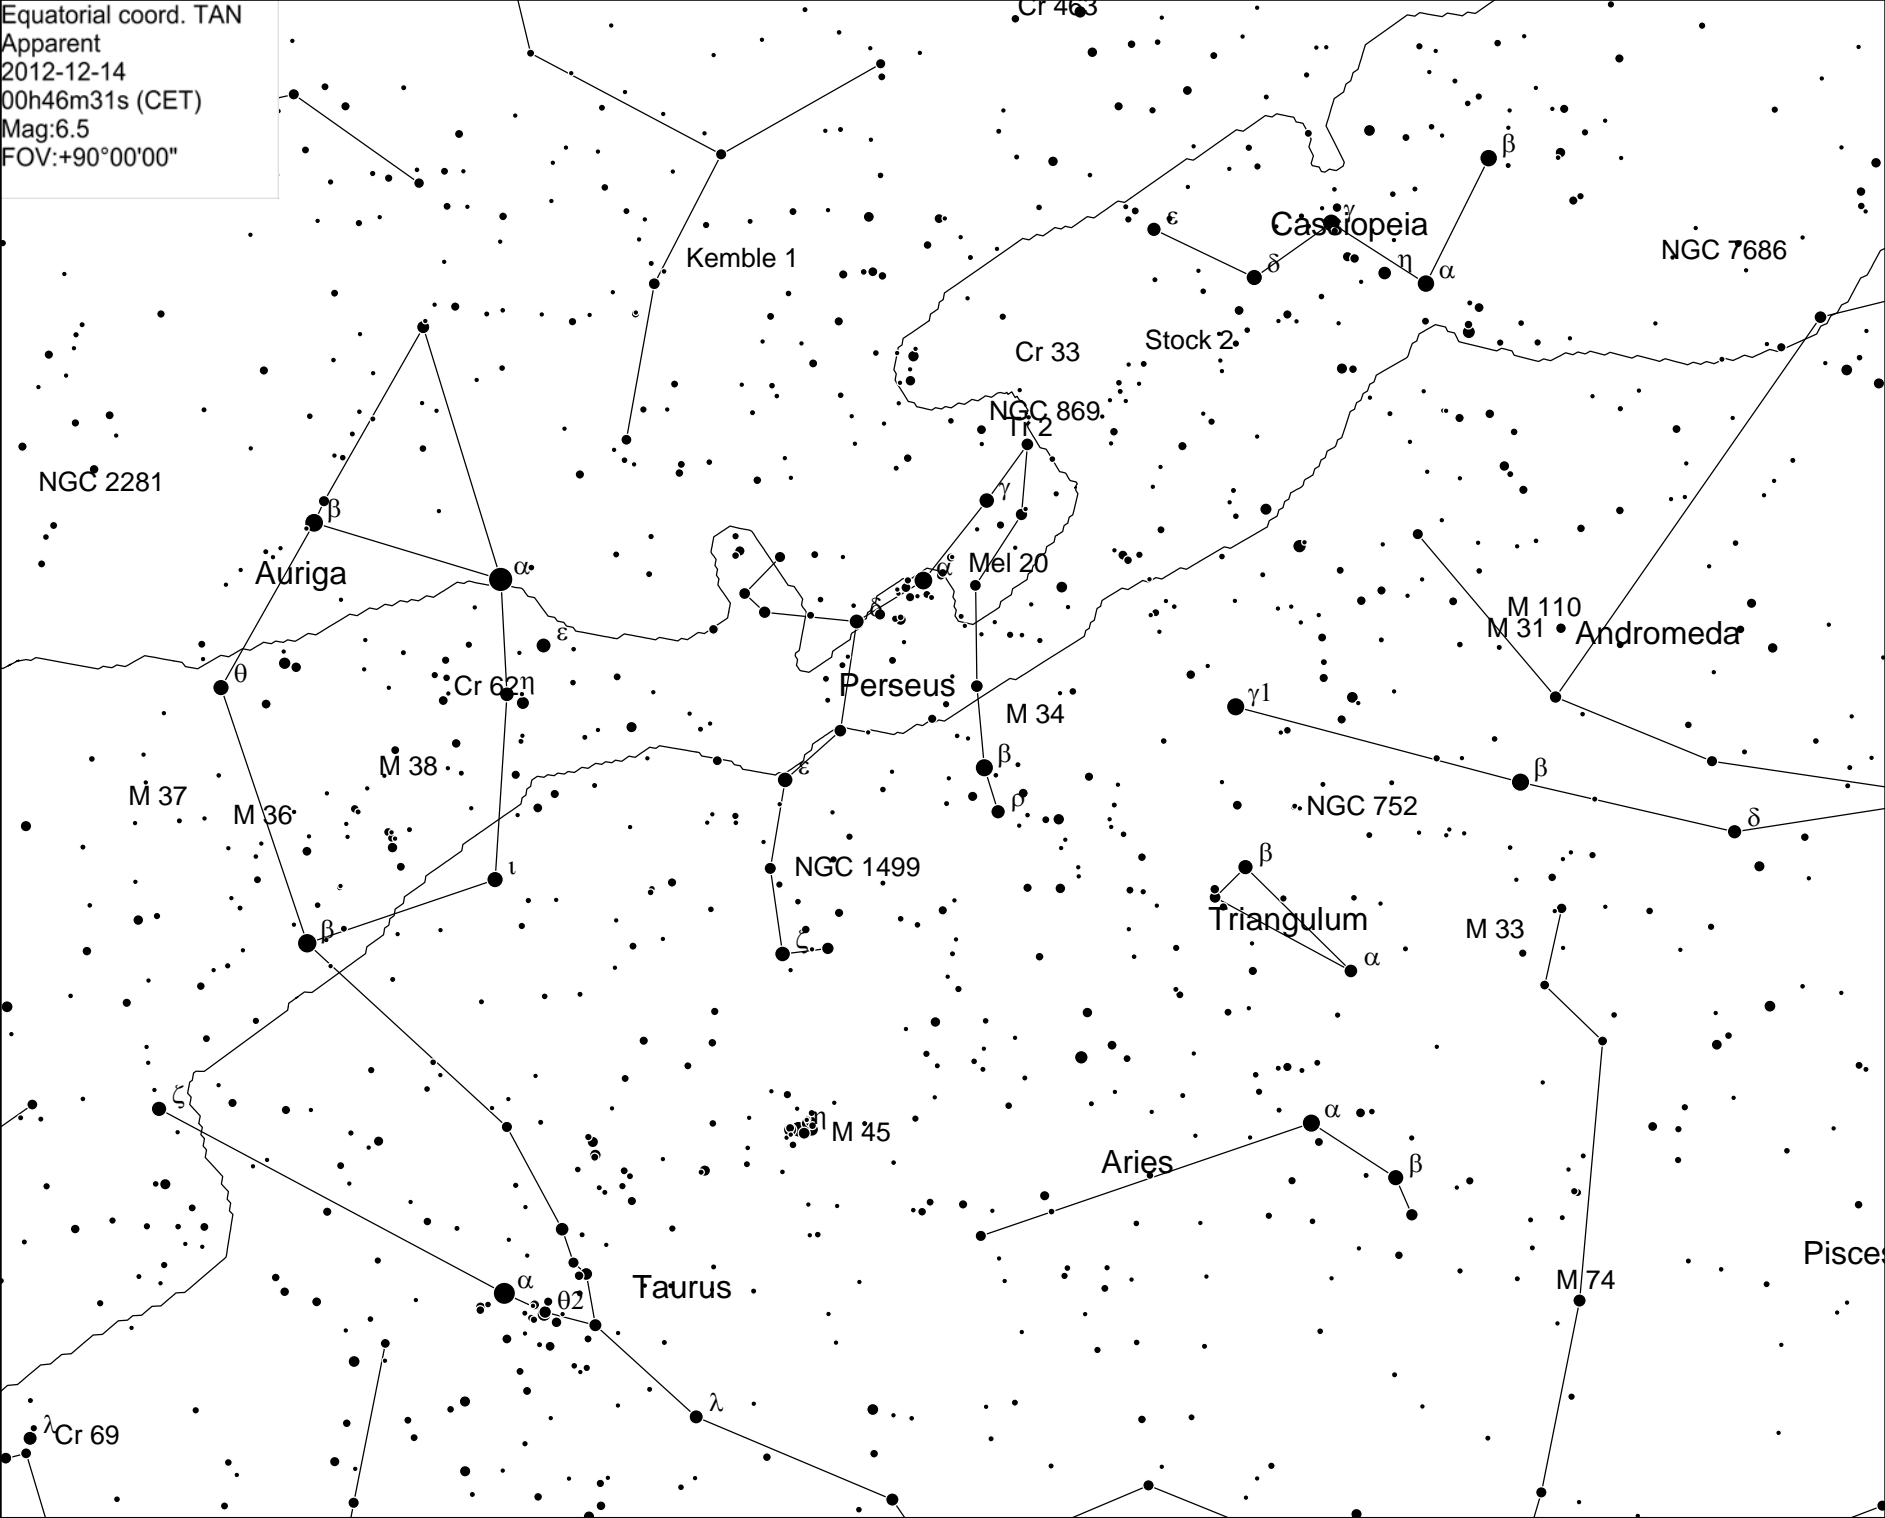 Equatorial coord. TAN
Apparent
2012-12-14
00h46m31s (CET)
Mag:6.5
FOV:+90°00'00"
Cr 463
β
ε
γ
Cassiopeia
δ
η
α
NGC 7686
Kemble 1
Stock 2
Cr 33
NGC 869
Tr 2
NGC 2281
γ
β
α
Auriga
α
Mel 20
δ
ε
M 110
M 31
Andromeda
θ
Cr 62
η
Perseus
γ1
M 34
β
ε
M 38
β
M 37
M 36
ρ
NGC 752
δ
NGC 1499
β
ι
Triangulum
M 33
β
ζ
α
ζ
η
M 45
α
Aries
β
Pisces
α
Taurus
M 74
θ2
λ
λ
Cr 69